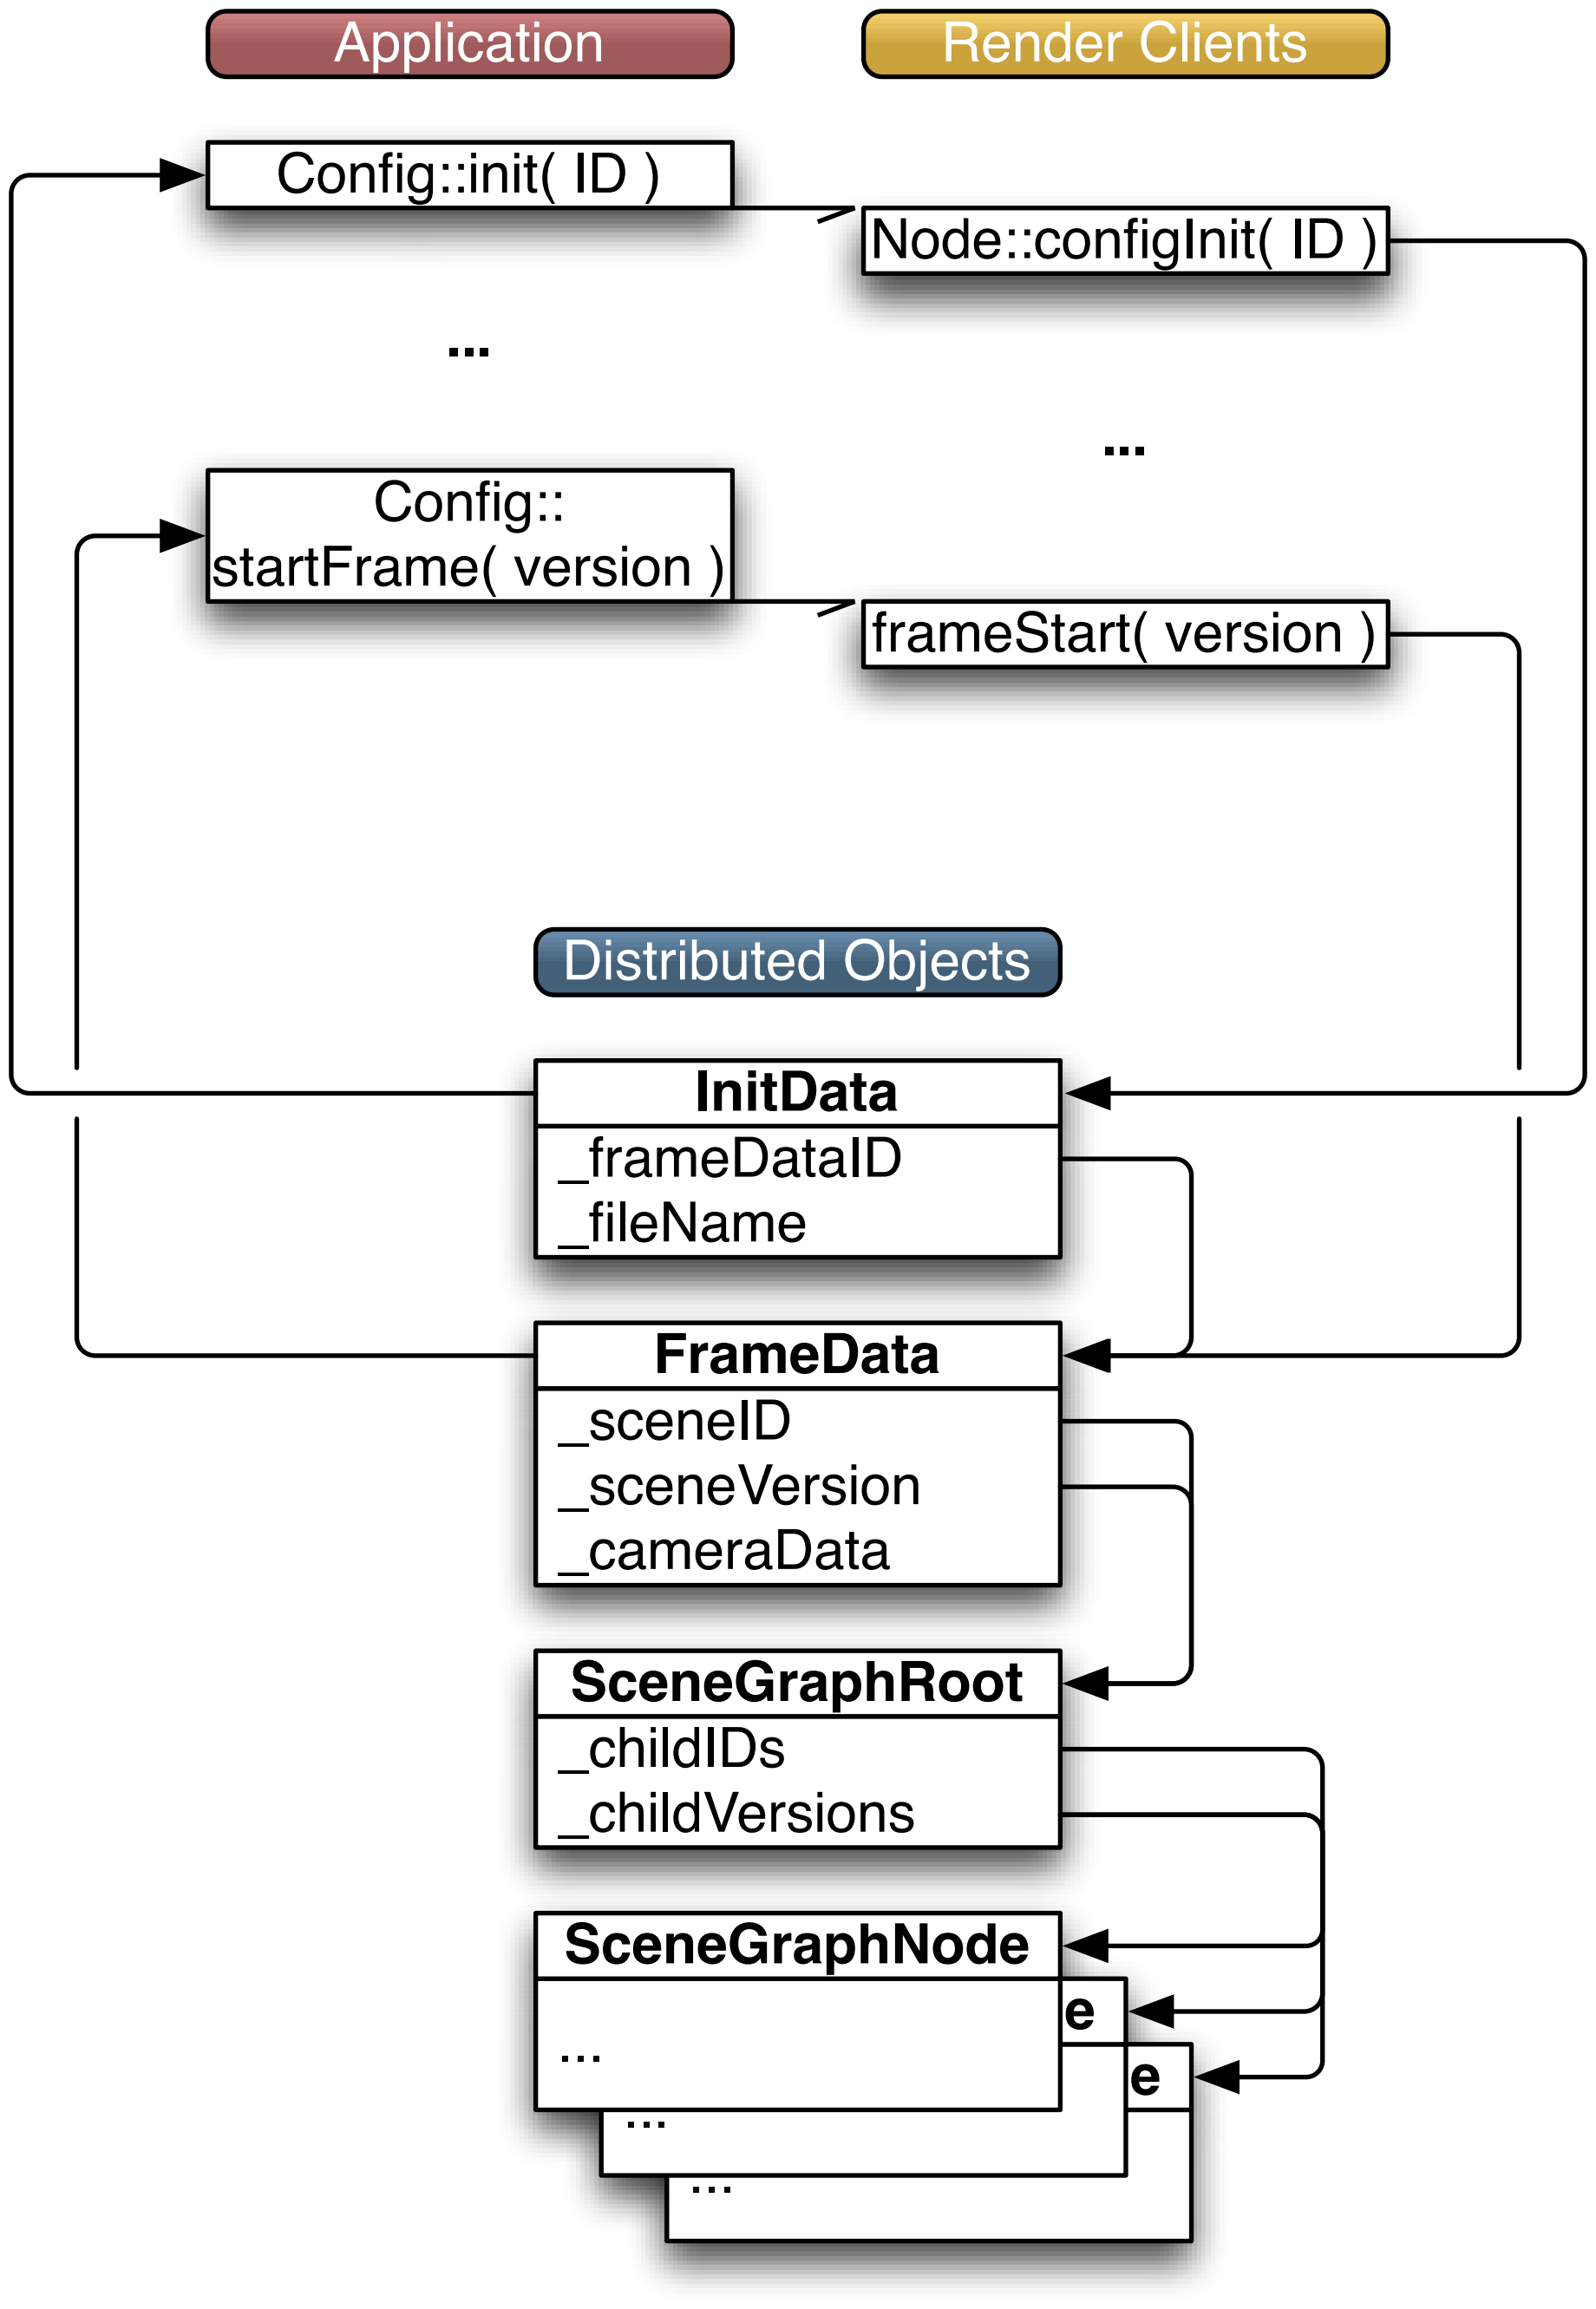 Application
Render Clients
Config::init( ID )
Node::configInit( ID )
...
...
Config::
startFrame( version )
frameStart( version )
Distributed Objects
InitData
_frameDataID
_fileName
FrameData
_sceneID
_sceneVersion
_cameraData
SceneGraphRoot
_childIDs
_childVersions
SceneGraphNode
e
...
e
...
...